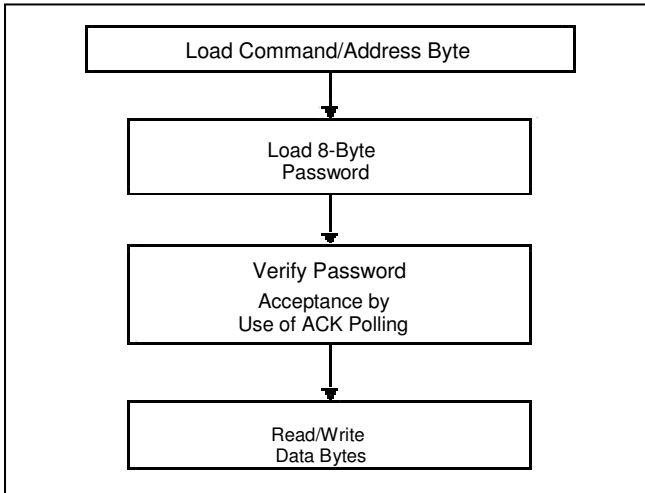 Load Command/Address Byte
Load 8-Byte
Password
Verify Password
Acceptance by
Use of ACK Polling
Read/Write
Data Bytes